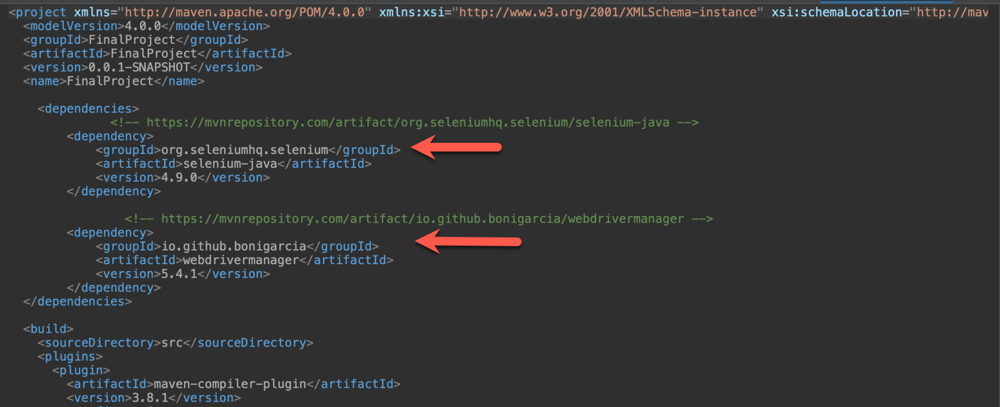 <project xmlns="http://maven.apache.org/POM/4.0.0" xmlns:xsi="http://www.w3.org/2001/XMLSchema-instance" xsi:schemaLocation="http://mav
<modelVersion>4.0.0</modelVersion>
<groupId>FinalProject</groupId>
<artifactId>FinalProject</artifactId>
<version>0.0.1-SNAPSHOT</version>
<name>FinalProject</name>
<dependencies>
<!-- https://mvnrepository.com/artifact/org.seleniumhq.selenium/selenium-java -->
<dependency>
<groupId>org.seleniumhq.selenium</groupId>
<artifactId>selenium-java</artifactId>
<version>4.9.0</version>
</dependency>
<!-- https://mvnrepository.com/artifact/io.github.bonigarcia/webdrivermanager -->
<dependency>
<groupId>io.github.bonigarcia</groupId>
<artifactId>webdrivermanager</artifactId>
<version>5.4.1</version>
</dependency>
</dependencies>
<build>
<sourceDirectory>src</sourceDirectory>
<plugins>
<plugin>
<artifactId>maven-compiler-plugin</artifactId>
<version>3.8.1</version>